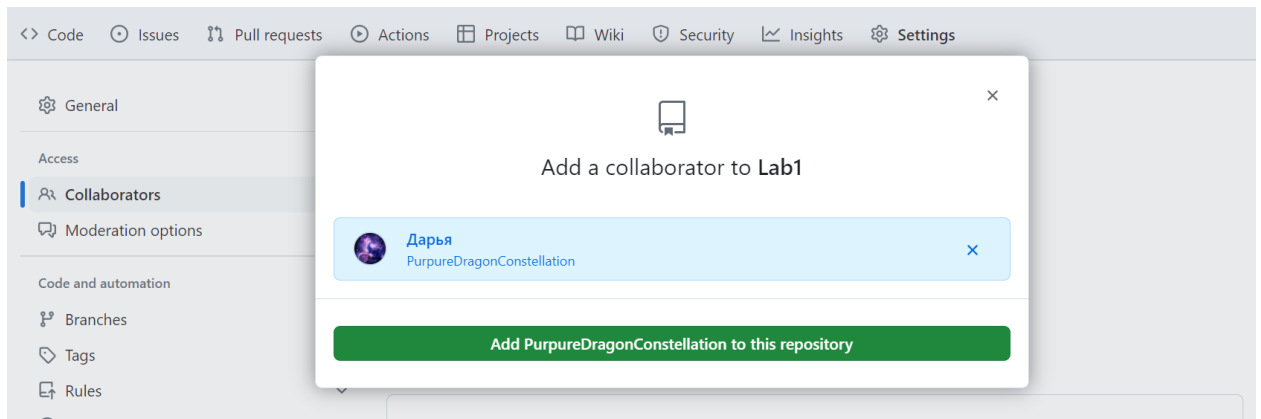 Code Issues Pull requests Actions Projects Wiki Security Insights Settings
General
Access
Collaborators
Moderation options
Code and automation
Branches
Tags
Rules
Add a collaborator to Lab1
Дарья
PurpureDragonConstellation
Add PurpureDragonConstellation to this repository